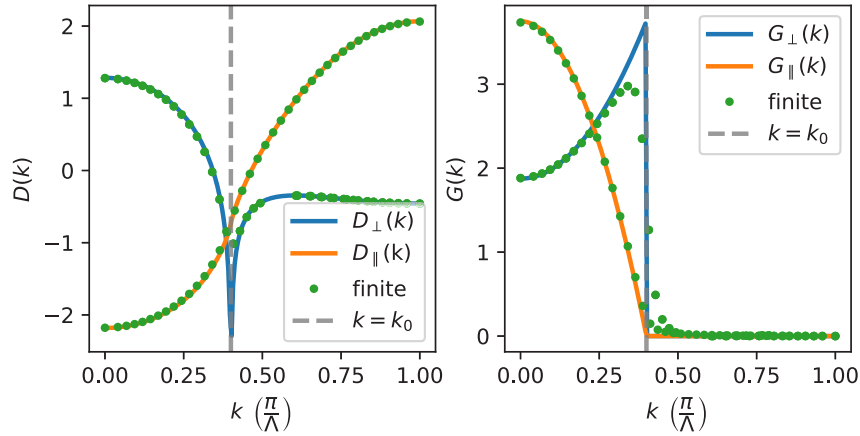 2
1
0
−1
−2
D(k)
D⊥(k)
D∥(k)
finite
k = k₀
0.00 0.25 0.50 0.75 1.00
k (π/Λ)
3
2
1
0
G(k)
G⊥(k)
G∥(k)
finite
k = k₀
0.00 0.25 0.50 0.75 1.00
k (π/Λ)